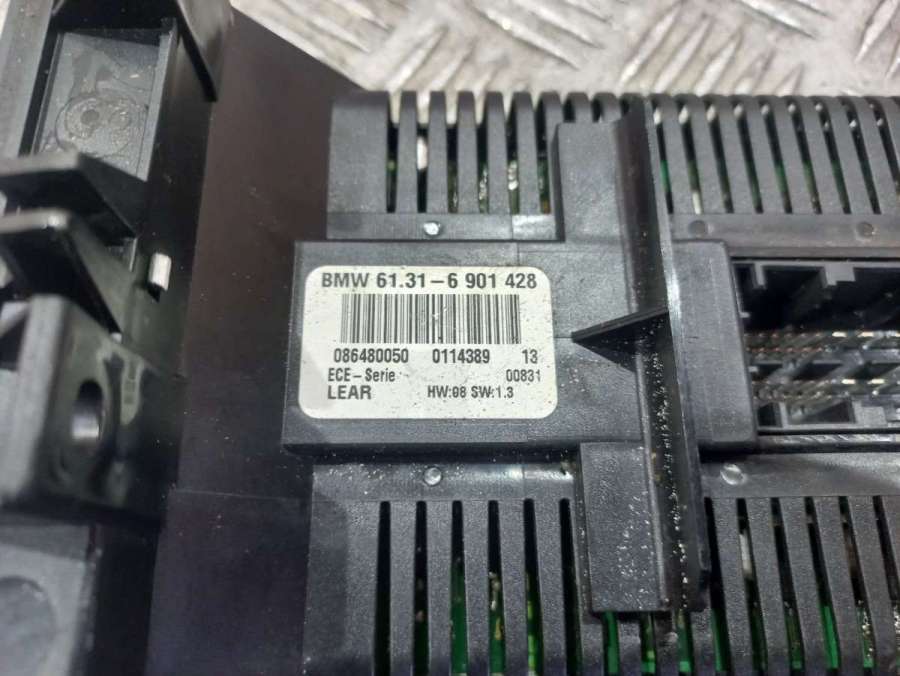 BMW 61.31-6 901 428
086480050 0114389 13
ECE-Serie 00831
LEAR HW:08 SW:1.3